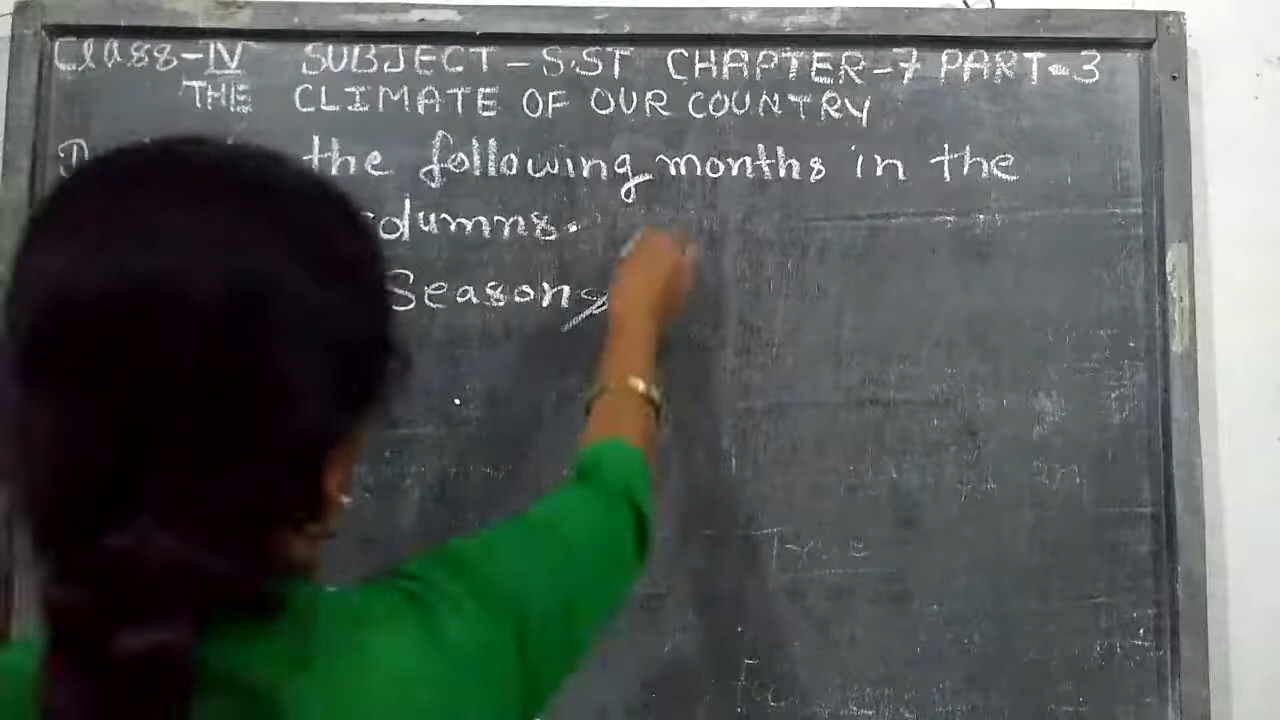 Class-IV SUBJECT - S.ST CHAPTER-7 PART-3
THE CLIMATE OF OUR COUNTRY
the following months in the
columns.
Seasons